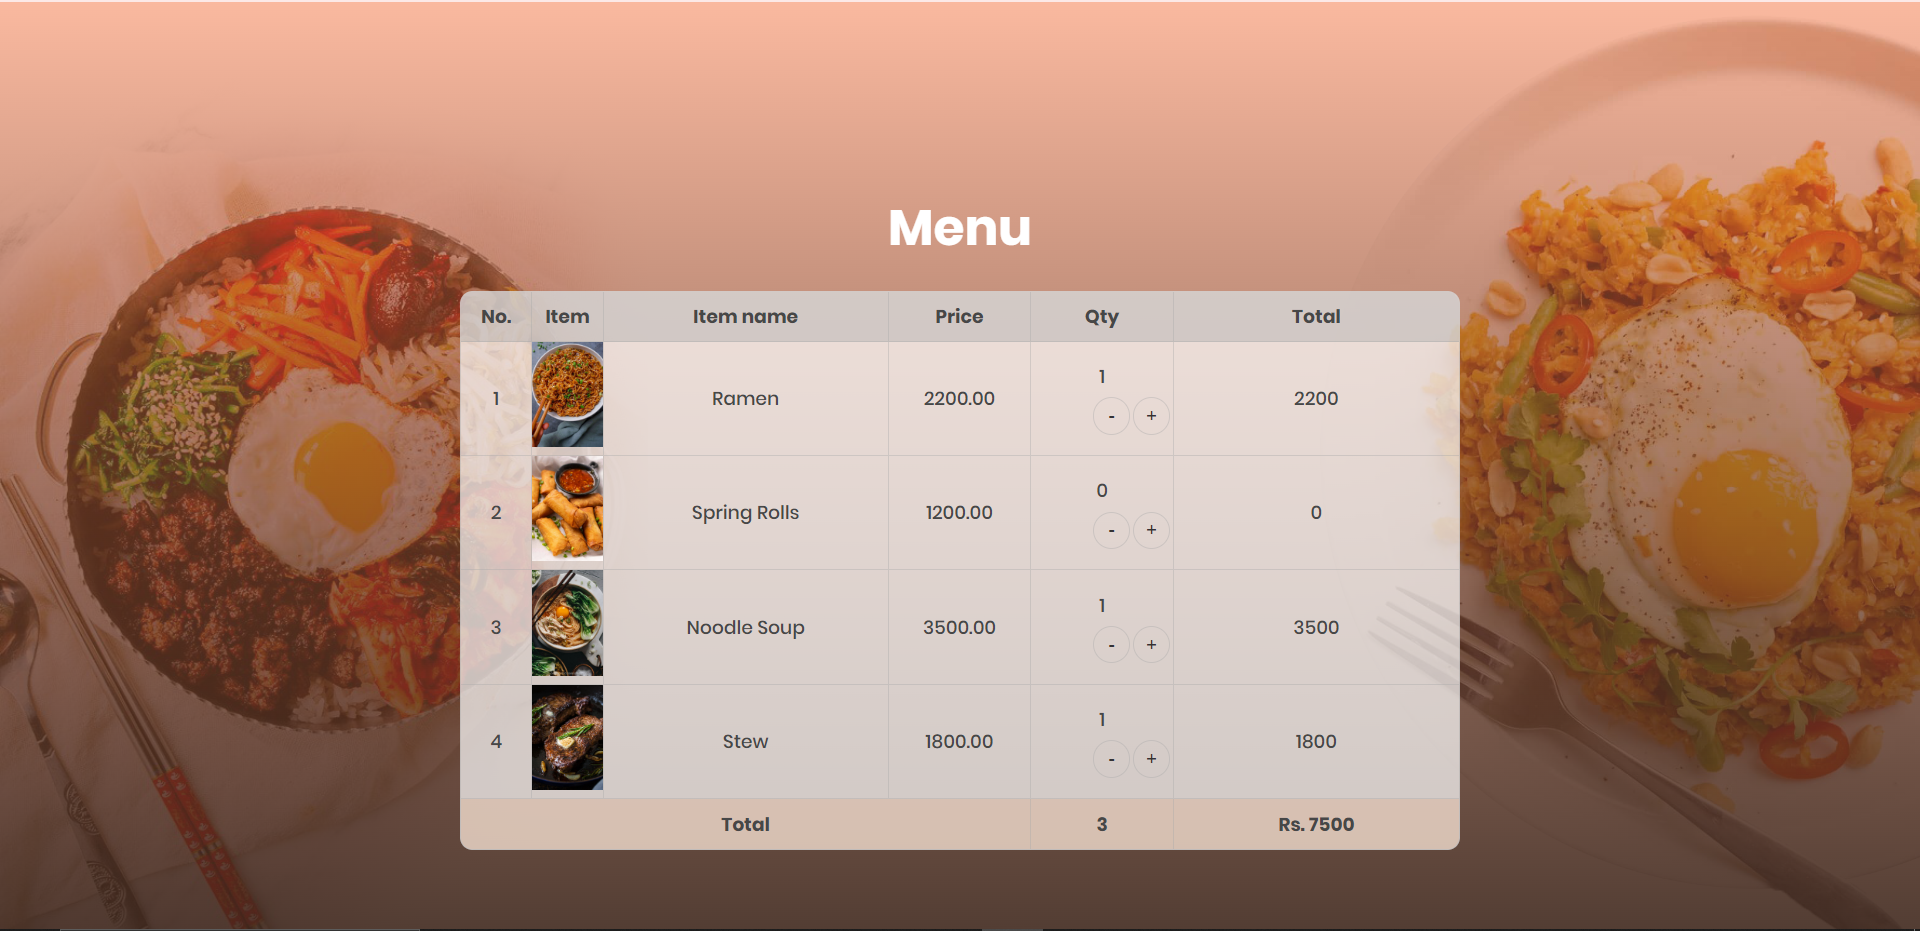 Menu
No. Item Item name Price Qty Total
1 Ramen 2200.00 1 - + 2200
2 Spring Rolls 1200.00 0 - + 0
3 Noodle Soup 3500.00 1 - + 3500
4 Stew 1800.00 1 - + 1800
Total 3 Rs. 7500